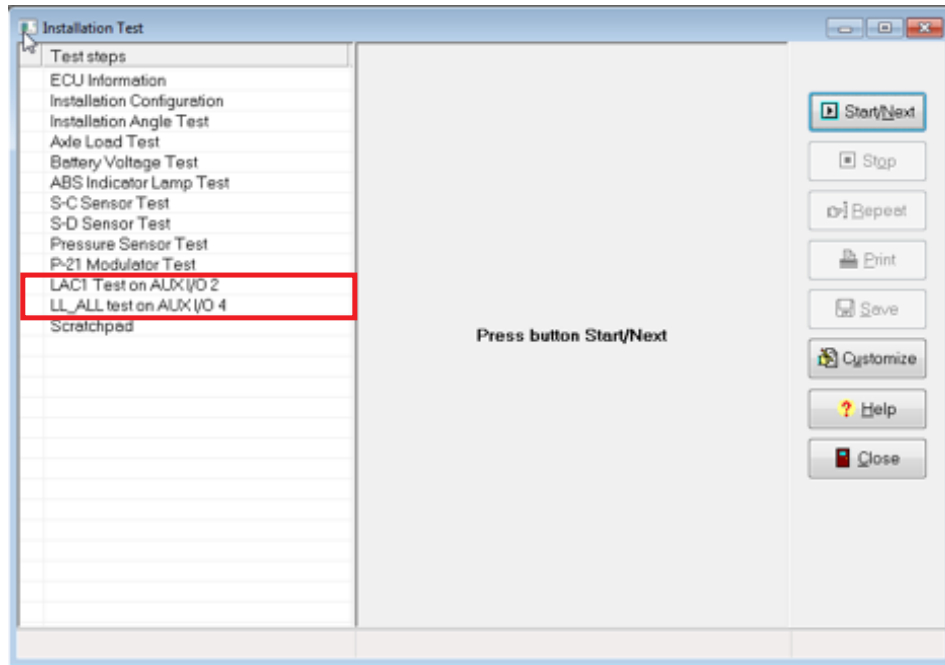 Installation Test
Test steps
ECU Information
Installation Configuration
Installation Angle Test
Axle Load Test
Battery Voltage Test
ABS Indicator Lamp Test
S-C Sensor Test
S-D Sensor Test
Pressure Sensor Test
P-21 Modulator Test
LAC1 Test on AUX I/O 2
LL_ALL test on AUX I/O 4
Scratchpad
Press button Start/Next
Start/Next
Stop
Repeat
Print
Save
Customize
? Help
Close